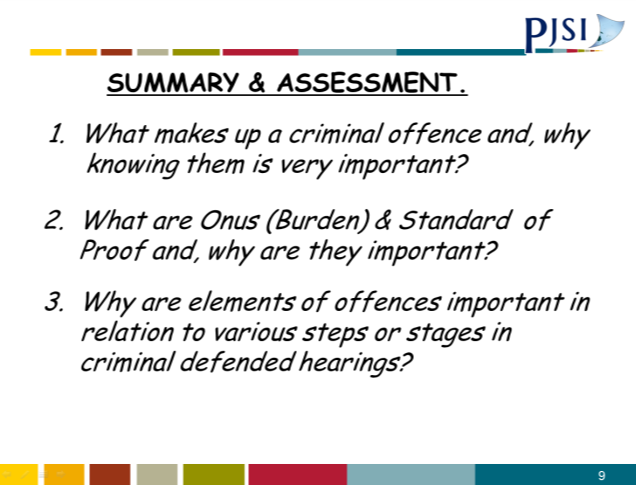 PJSI
SUMMARY & ASSESSMENT.
1. What makes up a criminal offence and, why
knowing them is very important?
2. What are Onus (Burden) & Standard of
Proof and, why are they important?
3. Why are elements of offences important in
relation to various steps or stages in
criminal defended hearings?
9